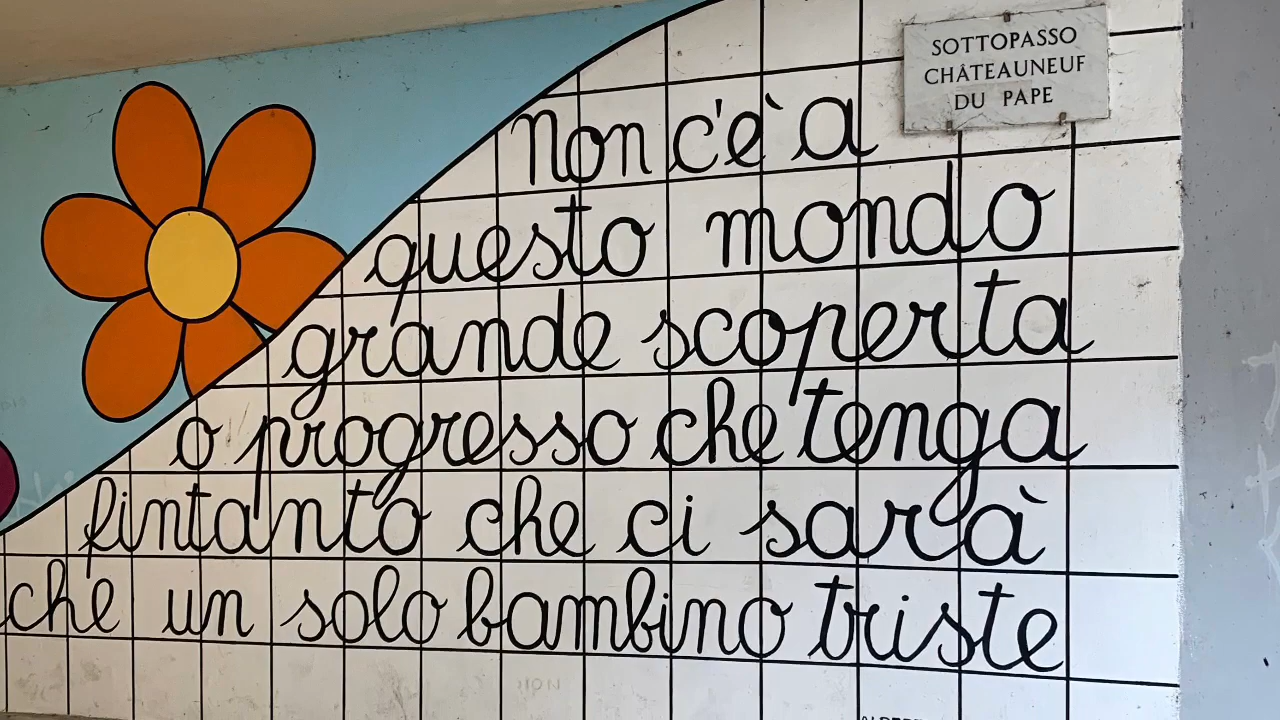 SOTTOPASSO
CHÂTEAUNEUF
DU PAPE
Non c'è a
questo mondo
grande scoperta
o progresso che tenga
fintanto che ci sarà
che un solo bambino triste